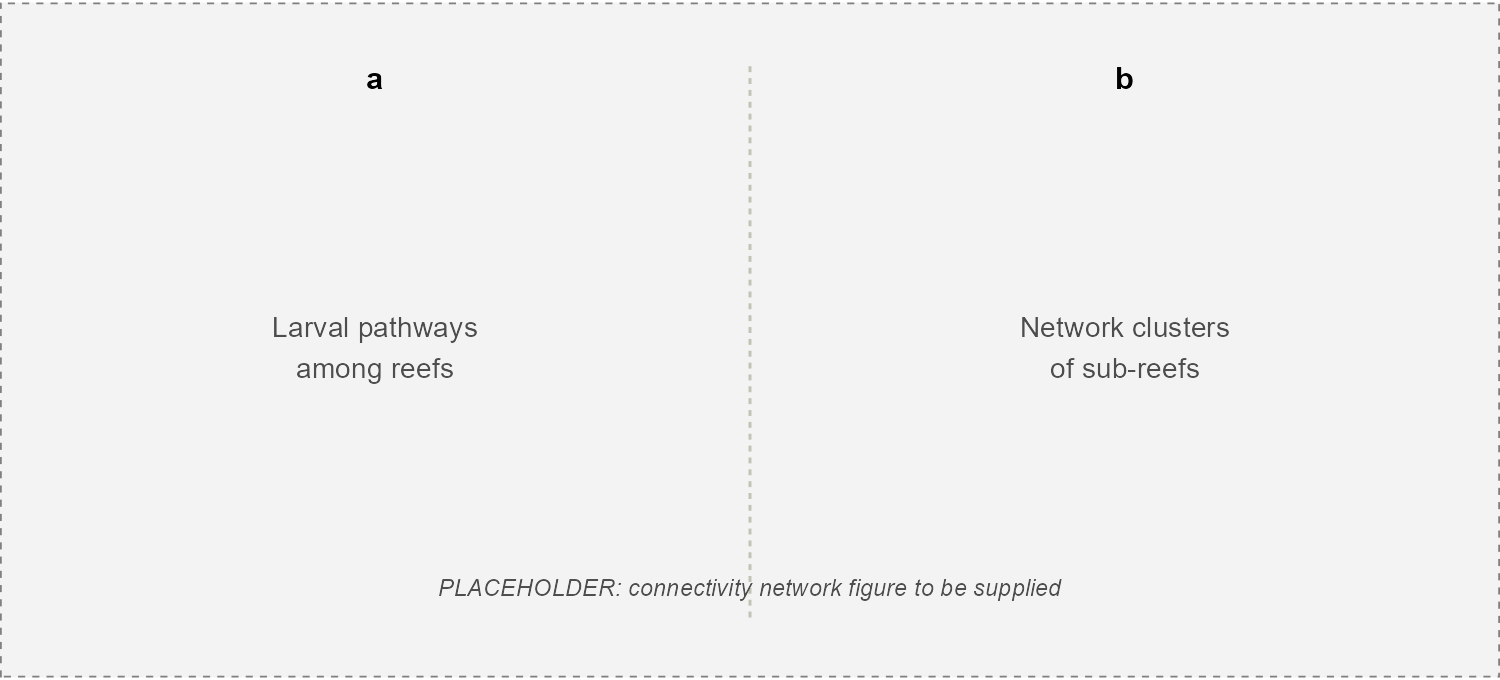 a
b
Larval pathways
among reefs
Network clusters
of sub-reefs
PLACEHOLDER: connectivity network figure to be supplied